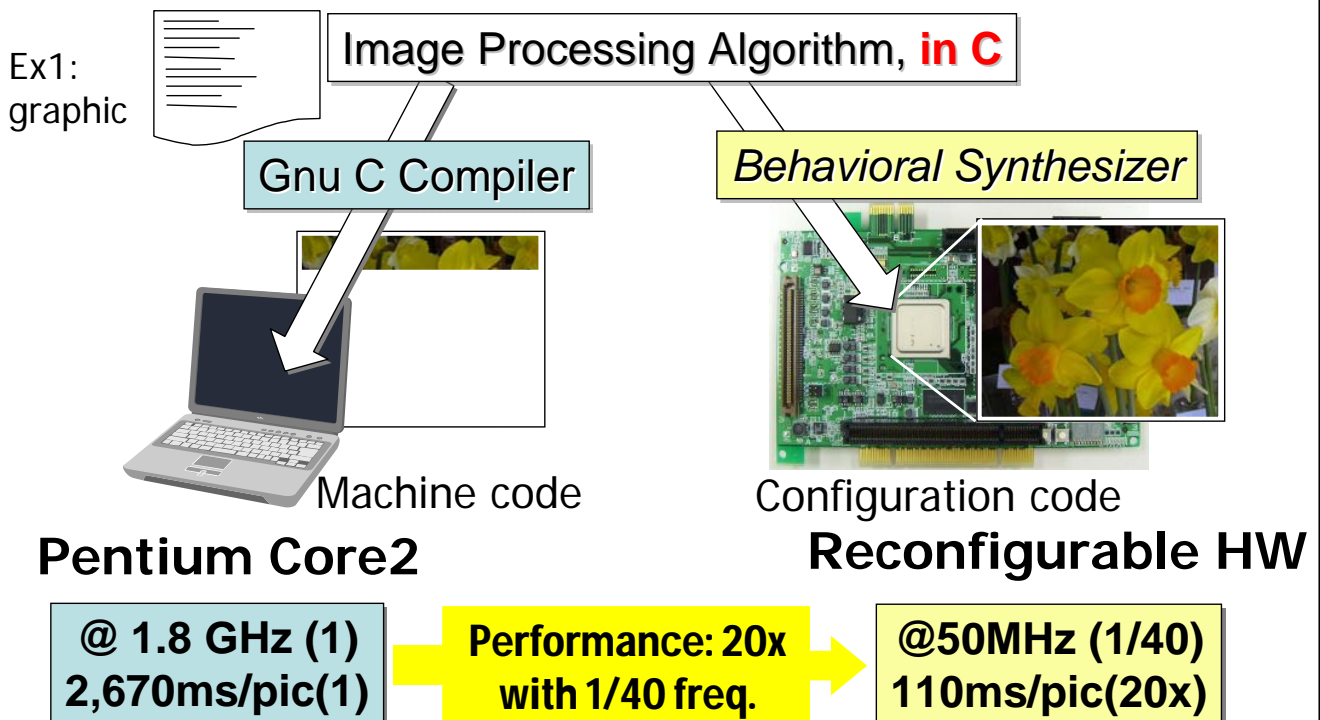 Ex1:
graphic
Image Processing Algorithm, in C
Gnu C Compiler
Behavioral Synthesizer
Machine code
Configuration code
Pentium Core2
Reconfigurable HW
@ 1.8 GHz (1)
2,670ms/pic(1)
Performance: 20x
with 1/40 freq.
@50MHz (1/40)
110ms/pic(20x)